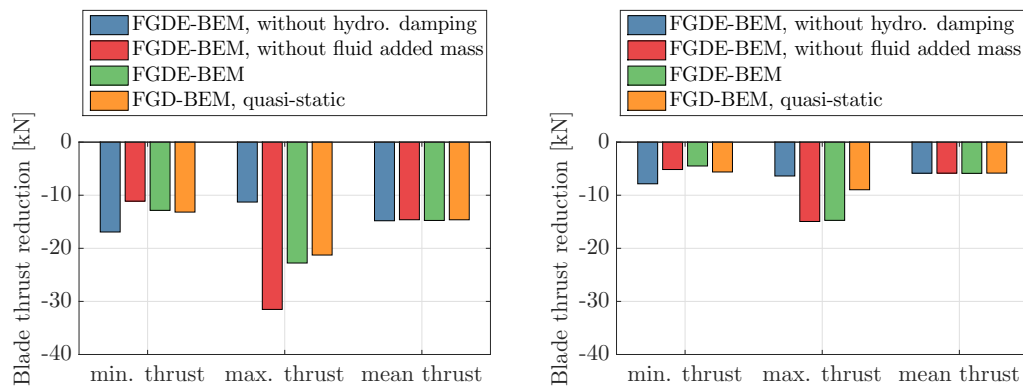 FGDE-BEM, without hydro. damping
FGDE-BEM, without fluid added mass
FGDE-BEM
FGD-BEM, quasi-static
Blade thrust reduction [kN]
0
-10
-20
-30
-40
min. thrust
max. thrust
mean thrust
FGDE-BEM, without hydro. damping
FGDE-BEM, without fluid added mass
FGDE-BEM
FGD-BEM, quasi-static
Blade thrust reduction [kN]
0
-10
-20
-30
-40
min. thrust
max. thrust
mean thrust